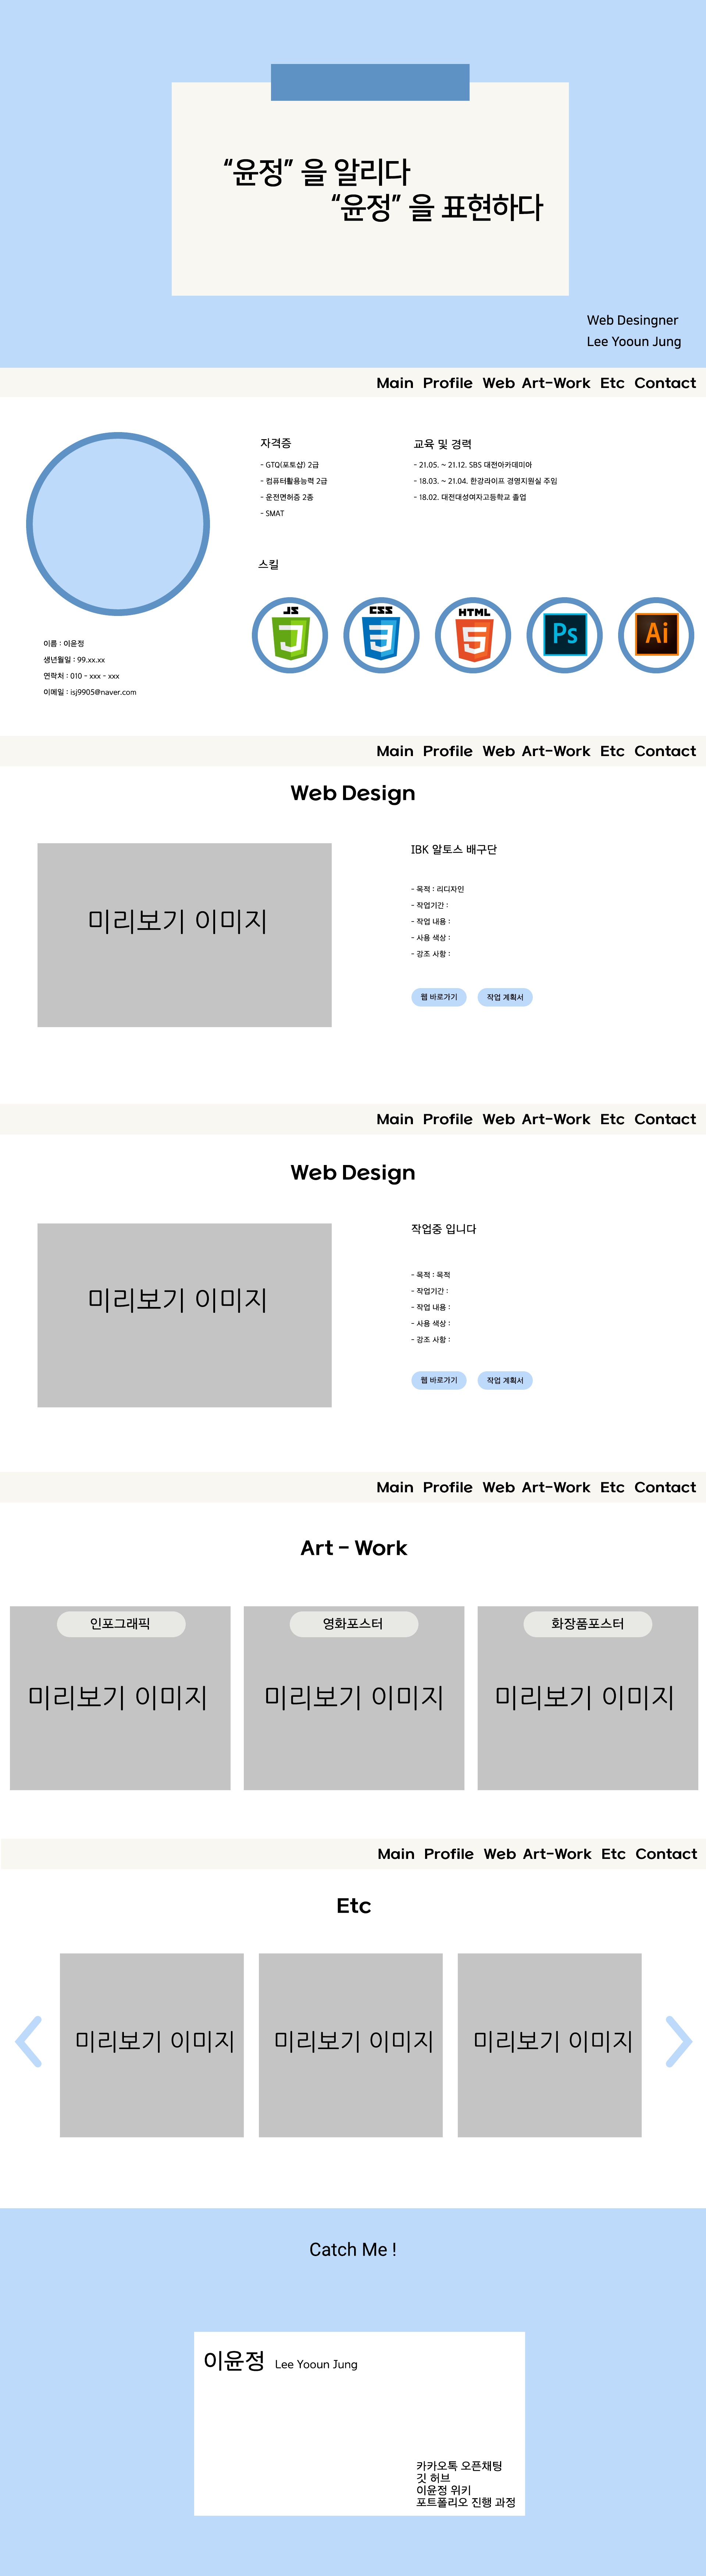 “윤정” 을 알리다
“윤정” 을 표현하다
Web Desingner
Lee Yooun Jung
Main Profile Web Art-Work Etc Contact
자격증
- GTQ(포토샵) 2급
- 컴퓨터활용능력 2급
- 운전면허증 2종
- SMAT
교육 및 경력
- 21.05. ~ 21.12. SBS 대전아카데미아
- 18.03. ~ 21.04. 한강라이프 경영지원실 주임
- 18.02. 대전대성여자고등학교 졸업
스킬
JS
CSS
3
HTML
5
Ps
Ai
이름 : 이윤정
생년월일 : 99.xx.xx
연락처 : 010 - xxx - xxx
이메일 : isj9905@naver.com
Main Profile Web Art-Work Etc Contact
Web Design
미리보기 이미지
IBK 알토스 배구단
- 목적 : 리디자인
- 작업기간 :
- 작업 내용 :
- 사용 색상 :
- 강조 사항 :
웹 바로가기 작업 계획서
Main Profile Web Art-Work Etc Contact
Web Design
미리보기 이미지
작업중 입니다
- 목적 : 목적
- 작업기간 :
- 작업 내용 :
- 사용 색상 :
- 강조 사항 :
웹 바로가기 작업 계획서
Main Profile Web Art-Work Etc Contact
Art - Work
인포그래픽 영화포스터 화장품포스터
미리보기 이미지 미리보기 이미지 미리보기 이미지
Main Profile Web Art-Work Etc Contact
Etc
미리보기 이미지 미리보기 이미지 미리보기 이미지
Catch Me !
이윤정 Lee Yooun Jung
카카오톡 오픈채팅
깃 허브
이윤정 위키
포트폴리오 진행 과정